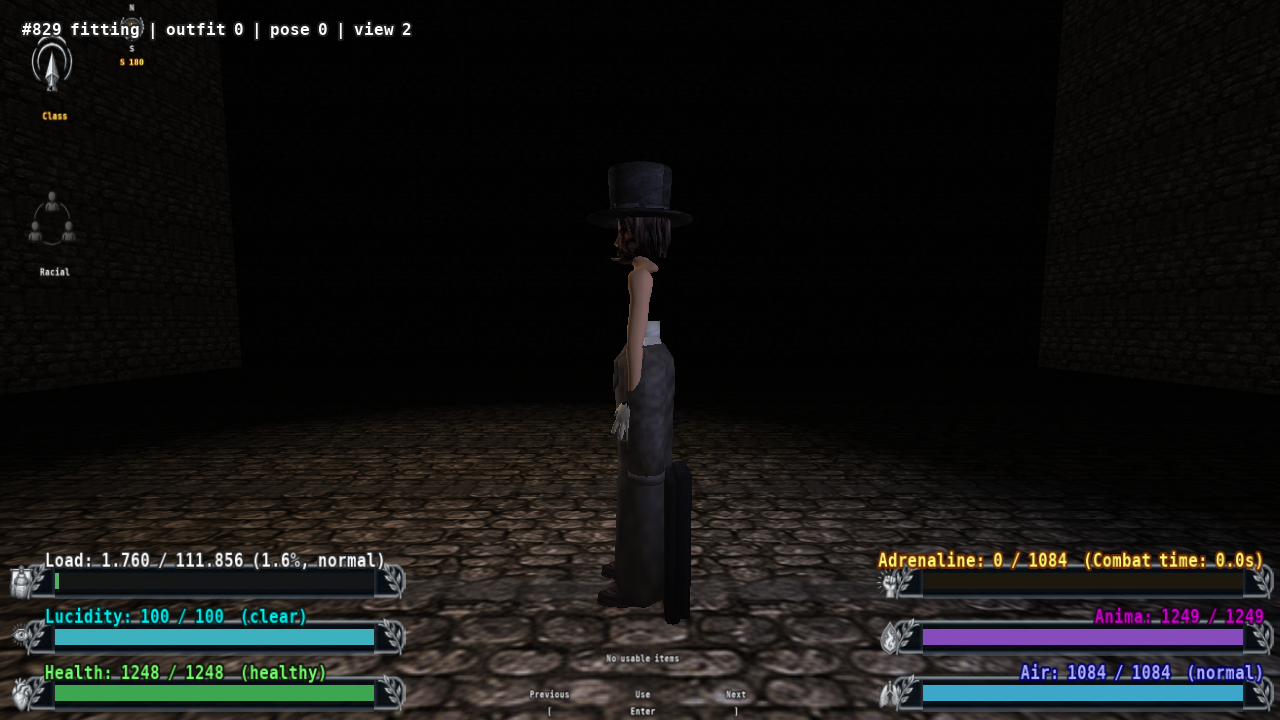 N
#829 fitting | outfit 0 | pose 0 | view 2
S
S 180
Class
Racial
Load: 1.760 / 111.856 (1.6%, normal)
Adrenaline: 0 / 1084 (Combat time: 0.0s)
Lucidity: 100 / 100 (clear)
Anima: 1249 / 1249
No usable items
Health: 1248 / 1248 (healthy)
Air: 1084 / 1084 (normal)
Previous Use Next
[ Enter ]